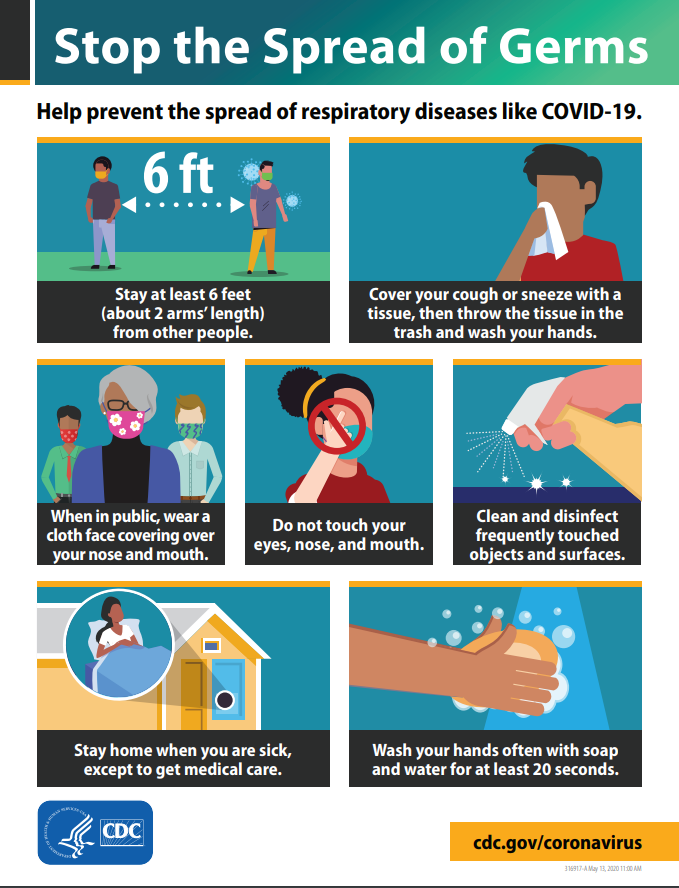 Stop the Spread of Germs
Help prevent the spread of respiratory diseases like COVID-19.
6 ft
Stay at least 6 feet
(about 2 arms’ length)
from other people.
Cover your cough or sneeze with a
tissue, then throw the tissue in the
trash and wash your hands.
When in public, wear a
cloth face covering over
your nose and mouth.
Do not touch your
eyes, nose, and mouth.
Clean and disinfect
frequently touched
objects and surfaces.
Stay home when you are sick,
except to get medical care.
Wash your hands often with soap
and water for at least 20 seconds.
CDC
cdc.gov/coronavirus
316917-A May 13, 2020 11:00 AM